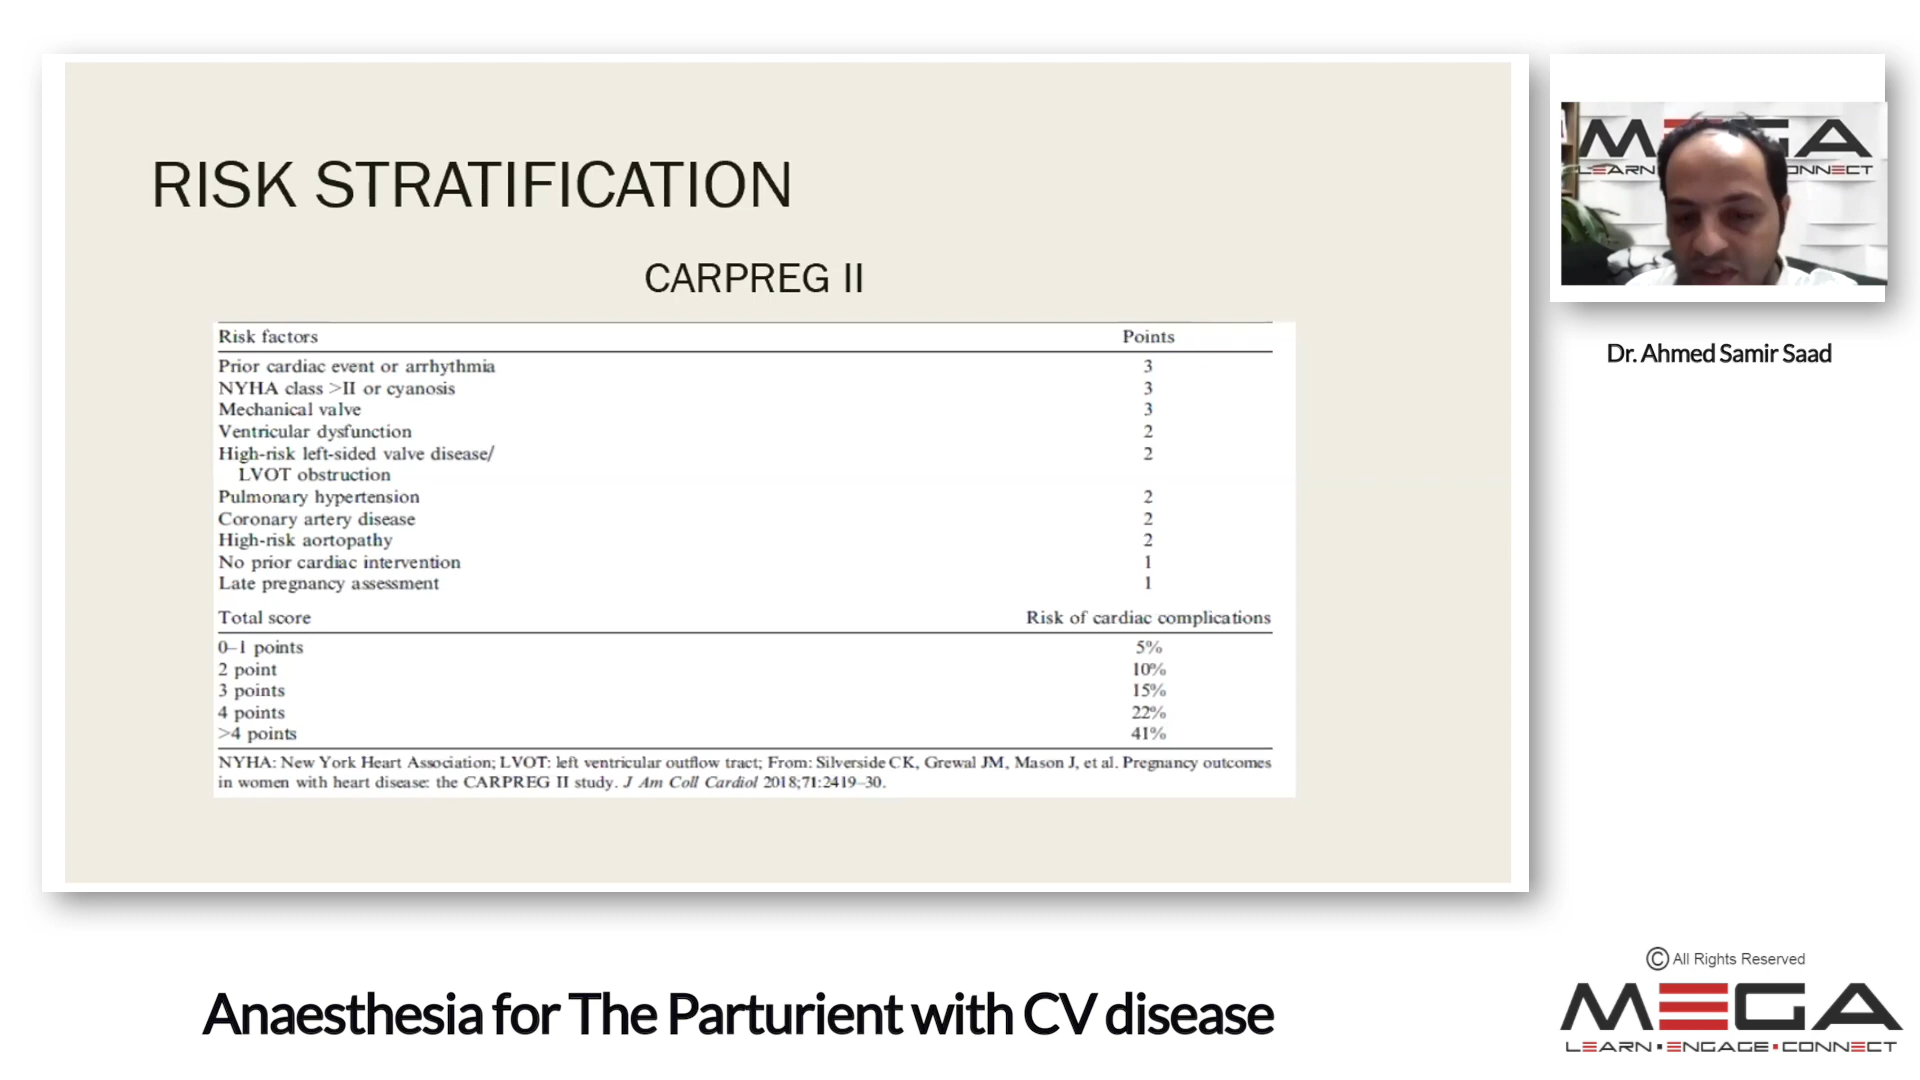 RISK STRATIFICATION
CARPREG II
Risk factors Points
Prior cardiac event or arrhythmia 3
NYHA class >II or cyanosis 3
Mechanical valve 3
Ventricular dysfunction 2
High-risk left-sided valve disease/ 2
LVOT obstruction
Pulmonary hypertension 2
Coronary artery disease 2
High-risk aortopathy 2
No prior cardiac intervention 1
Late pregnancy assessment 1
Total score Risk of cardiac complications
0–1 points 5%
2 point 10%
3 points 15%
4 points 22%
>4 points 41%
NYHA: New York Heart Association; LVOT: left ventricular outflow tract; From: Silverside CK, Grewal JM, Mason J, et al. Pregnancy outcomes
in women with heart disease: the CARPREG II study. J Am Coll Cardiol 2018;71:2419–30.
Dr. Ahmed Samir Saad
Anaesthesia for The Parturient with CV disease
© All Rights Reserved
MEGA
LEARN ▪ ENGAGE ▪ CONNECT